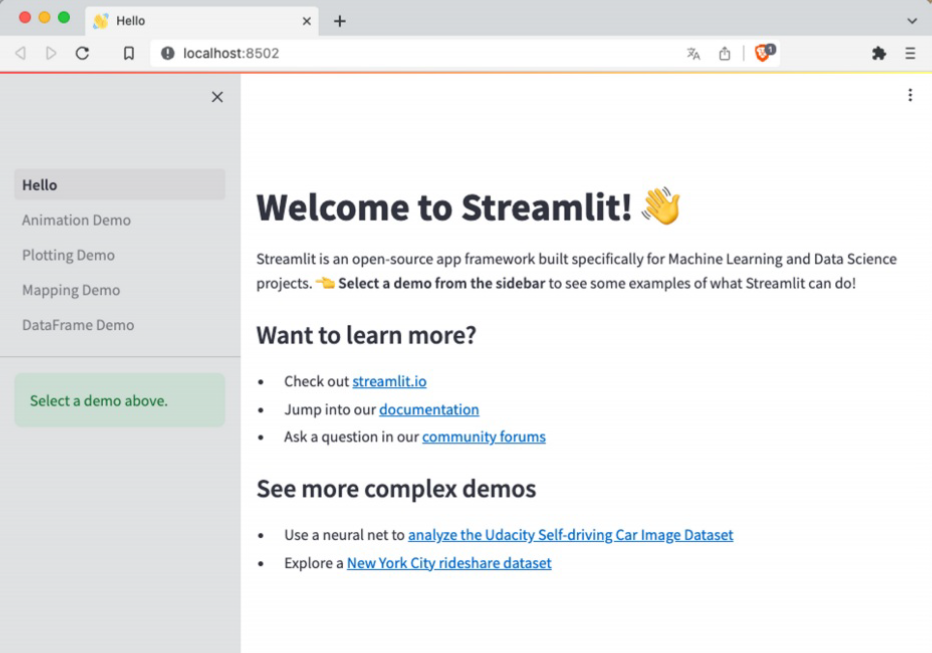 Hello
localhost:8502
1
Hello
Animation Demo
Plotting Demo
Mapping Demo
DataFrame Demo
Select a demo above.
Welcome to Streamlit! 👋
Streamlit is an open-source app framework built specifically for Machine Learning and Data Science
projects. 👈 Select a demo from the sidebar to see some examples of what Streamlit can do!
Want to learn more?
• Check out streamlit.io
• Jump into our documentation
• Ask a question in our community forums
See more complex demos
• Use a neural net to analyze the Udacity Self-driving Car Image Dataset
• Explore a New York City rideshare dataset